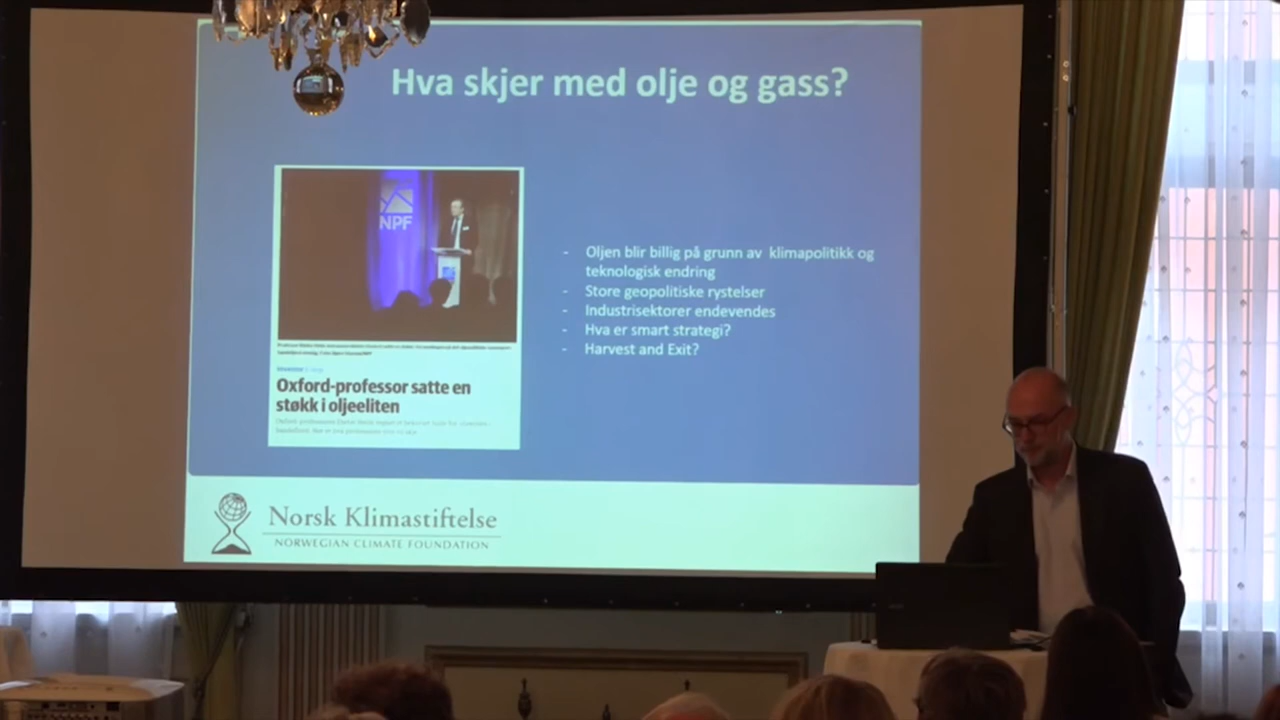 Hva skjer med olje og gass?
NPF
- Oljen blir billig på grunn av klimapolitikk og
teknologisk endring
- Store geopolitiske rystelser
- Industrisektorer endevendes
- Hva er smart strategi?
- Harvest and Exit?
Oxford-professor satte en
støkk i oljeeliten
Norsk Klimastiftelse
NORWEGIAN CLIMATE FOUNDATION